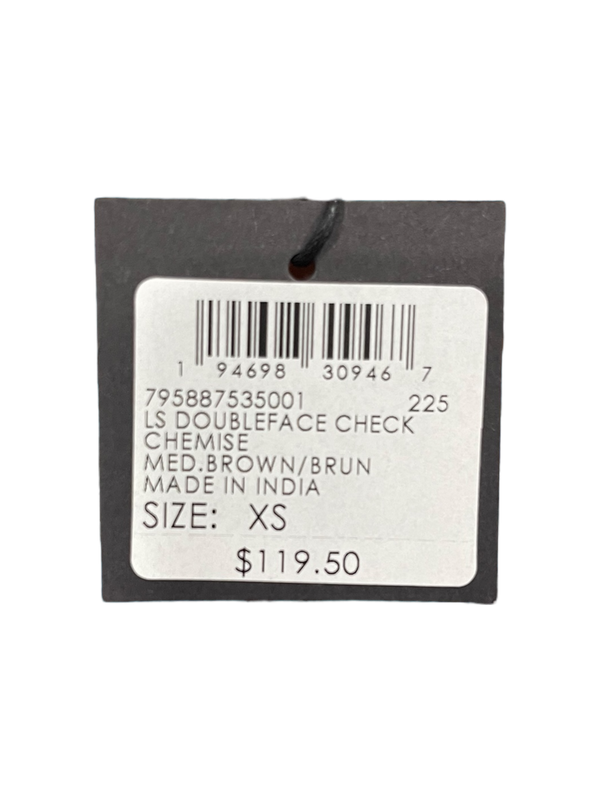 1 94698 30946 7
795887535001 225
LS DOUBLEFACE CHECK
CHEMISE
MED.BROWN/BRUN
MADE IN INDIA
SIZE: XS
$119.50